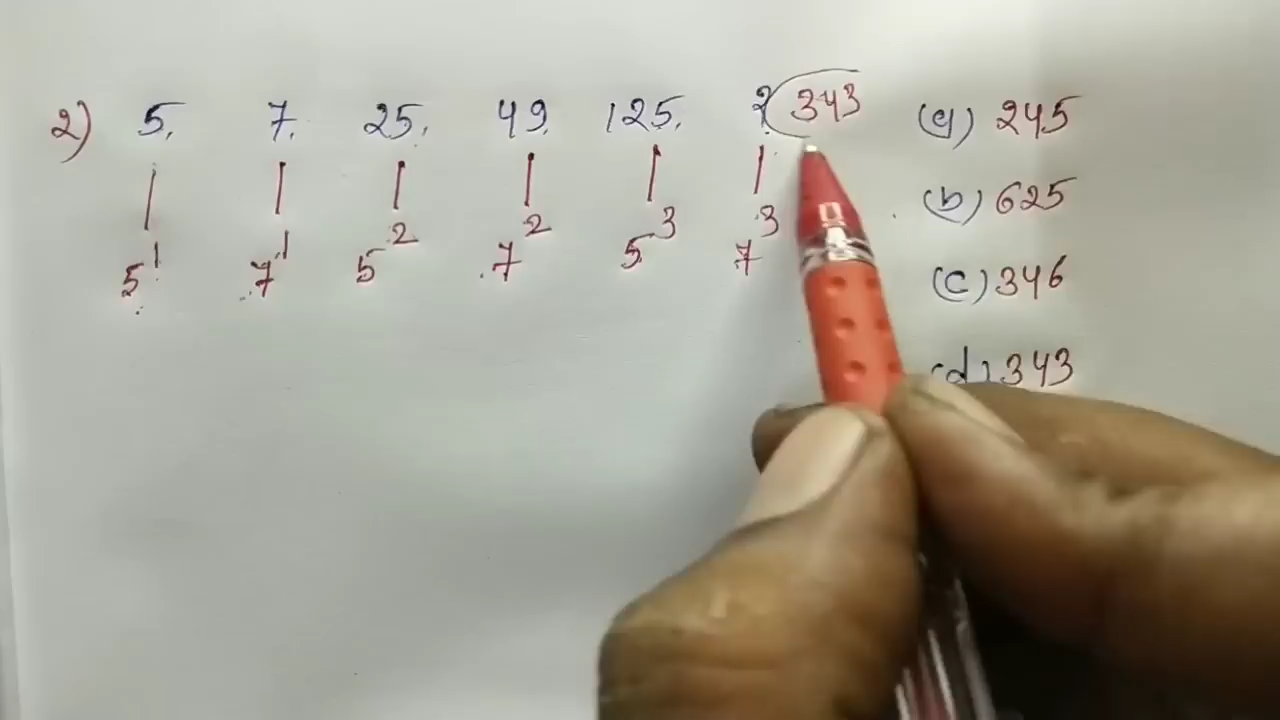 2) 5, 7, 25, 49, 125, ? 343 (a) 245
(b) 625
5¹ 7¹ 5² 7² 5³ 7³ (c) 346
(d) 343